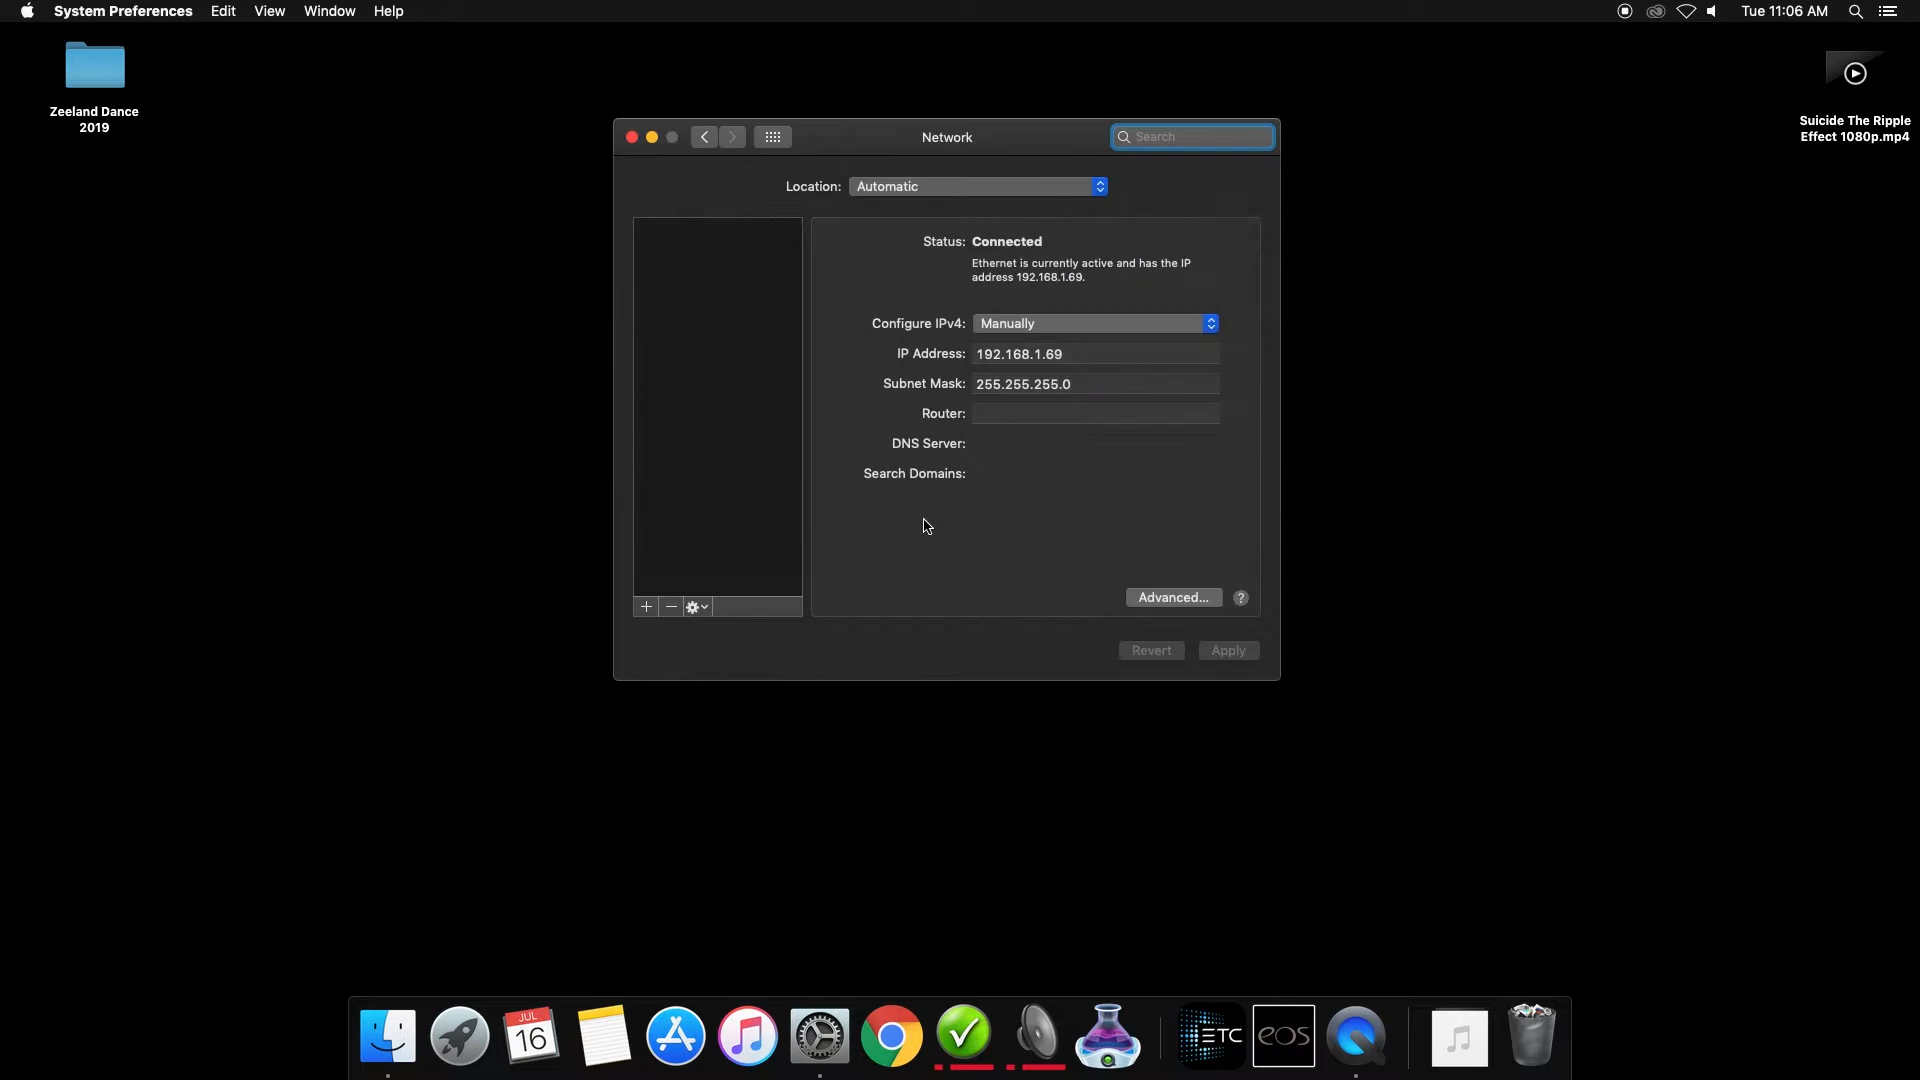 System Preferences Edit View Window Help Tue 11:06 AM
Zeeland Dance
2019
Suicide The Ripple
Effect 1080p.mp4
Network
Search
Location: Automatic
Status: Connected
Ethernet is currently active and has the IP
address 192.168.1.69.
Configure IPv4: Manually
IP Address: 192.168.1.69
Subnet Mask: 255.255.255.0
Router:
DNS Server:
Search Domains:
Advanced... ?
Revert Apply
JUL
16
ETC
eos